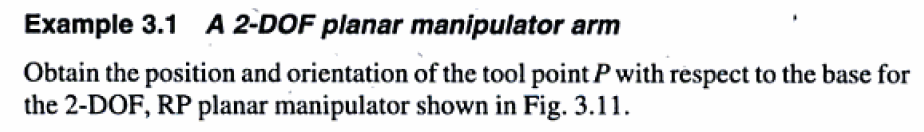 Example 3.1 A 2-DOF planar manipulator arm
Obtain the position and orientation of the tool point P with respect to the base for
the 2-DOF, RP planar manipulator shown in Fig. 3.11.